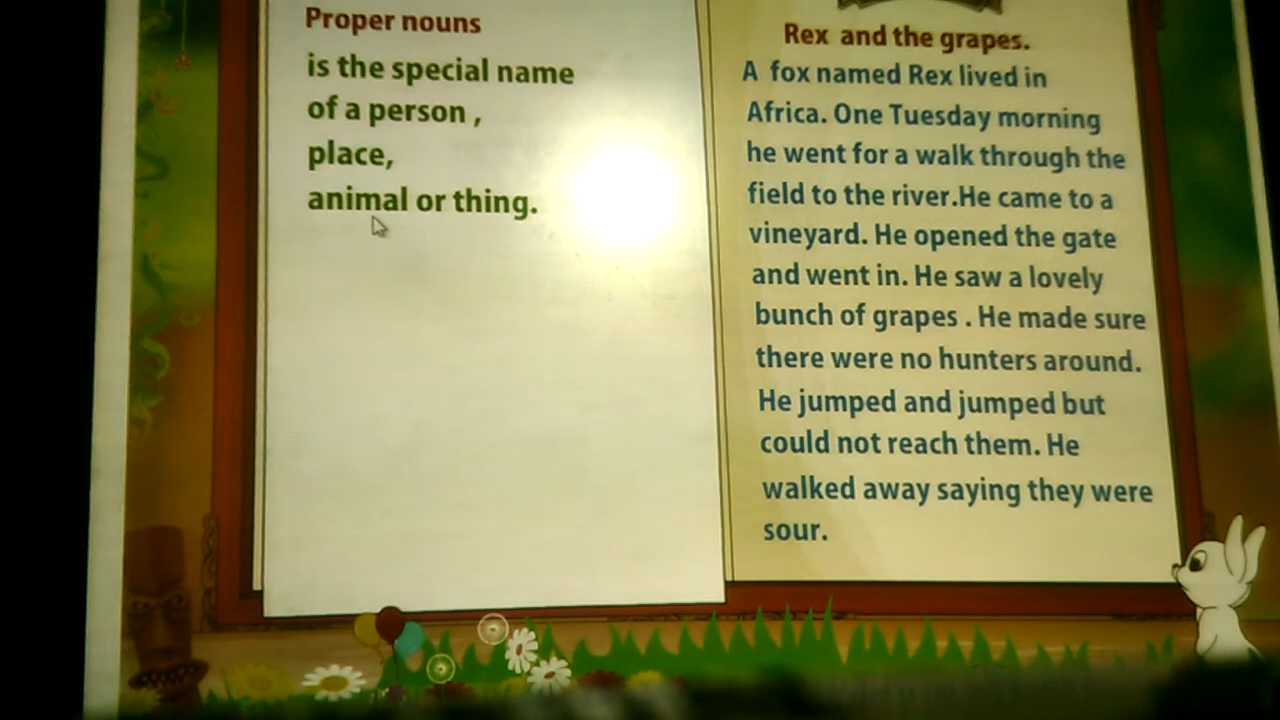 Proper nouns
is the special name
of a person ,
place,
animal or thing.
Rex and the grapes.
A fox named Rex lived in
Africa. One Tuesday morning
he went for a walk through the
field to the river.He came to a
vineyard. He opened the gate
and went in. He saw a lovely
bunch of grapes . He made sure
there were no hunters around.
He jumped and jumped but
could not reach them. He
walked away saying they were
sour.